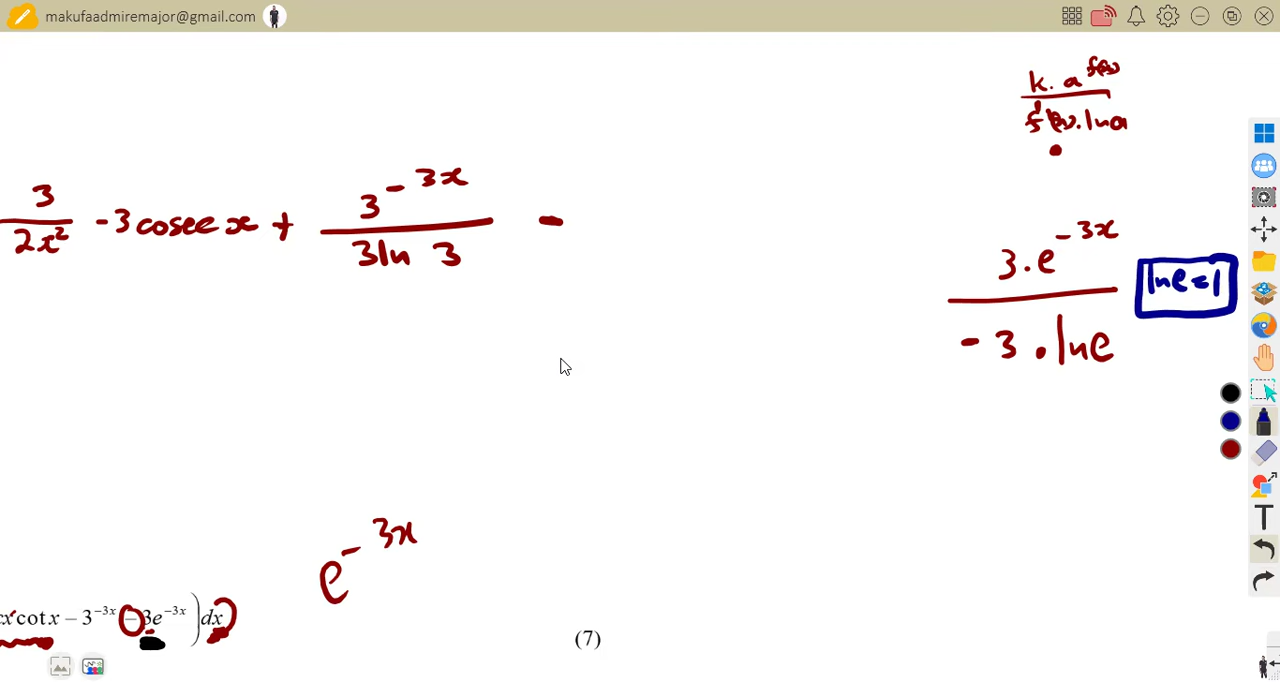 makufaadmiremajor@gmail.com
k. a^f(x)
f'(x). ln a
3/2x² - 3 cosec x + 3^-3x / 3 ln 3 -
3 . e^-3x
- 3 . ln e
ln e = 1
e^-3x
x cot x − 3^−3x − 3e^−3x ) dx
(7)
T